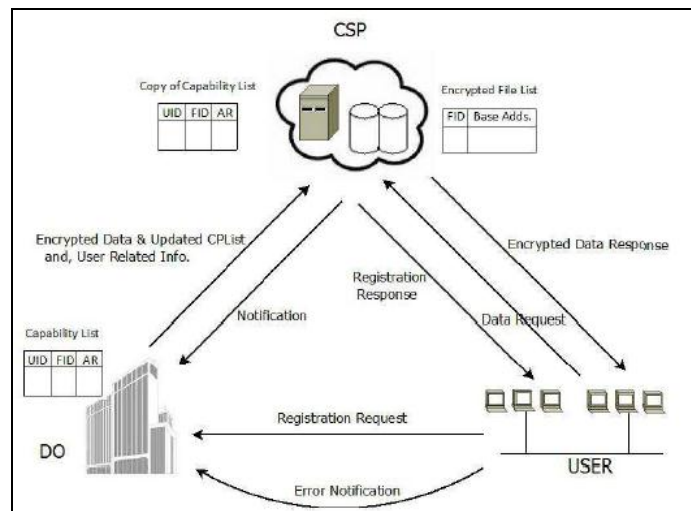 CSP
Copy of Capability List
UID FID AR
Encrypted File List
FID Base Adds.
Encrypted Data & Updated CPList
and, User Related Info.
Encrypted Data Response
Registration
Response
Notification
Data Request
Capability List
UID FID AR
Registration Request
DO
USER
Error Notification